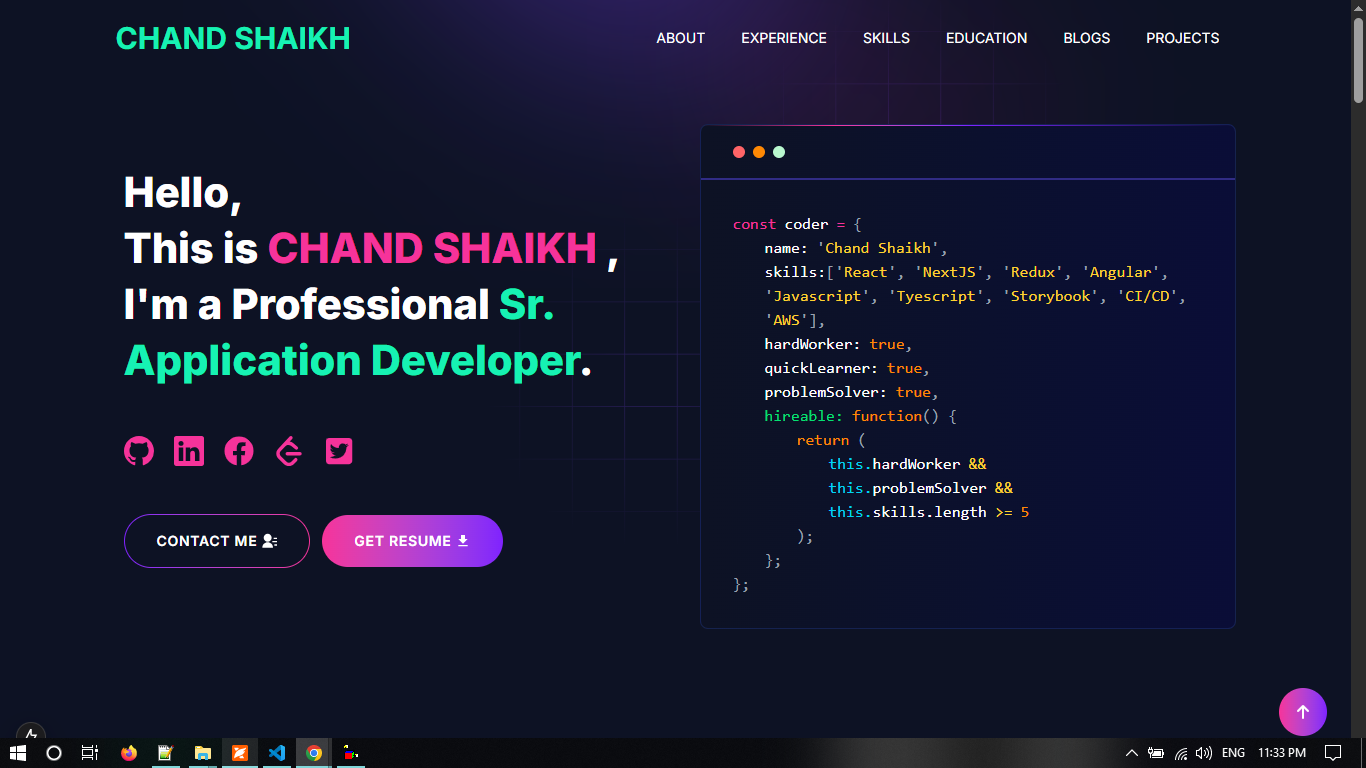 CHAND SHAIKH
ABOUT EXPERIENCE SKILLS EDUCATION BLOGS PROJECTS
Hello,
This is CHAND SHAIKH ,
I'm a Professional Sr.
Application Developer.
CONTACT ME
GET RESUME
const coder = {
name: 'Chand Shaikh',
skills:['React', 'NextJS', 'Redux', 'Angular',
'Javascript', 'Tyescript', 'Storybook', 'CI/CD',
'AWS'],
hardWorker: true,
quickLearner: true,
problemSolver: true,
hireable: function() {
return (
this.hardWorker &&
this.problemSolver &&
this.skills.length >= 5
);
};
};
ENG 11:33 PM